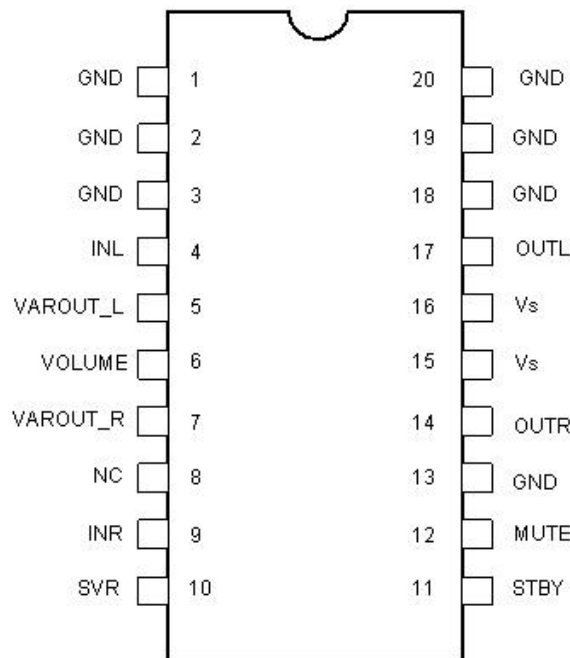 GND 1 20 GND
GND 2 19 GND
GND 3 18 GND
INL 4 17 OUTL
VAROUT_L 5 16 Vs
VOLUME 6 15 Vs
VAROUT_R 7 14 OUTR
NC 8 13 GND
INR 9 12 MUTE
SVR 10 11 STBY